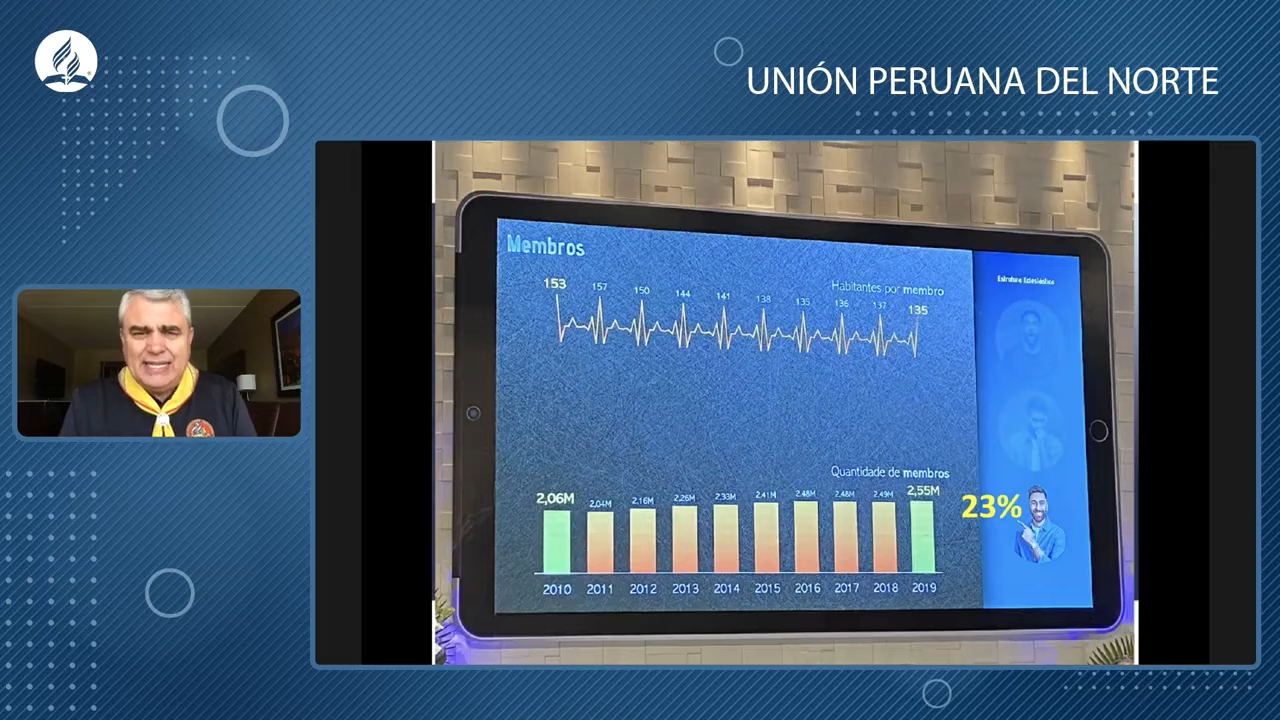 UNIÓN PERUANA DEL NORTE
Membros
Estrutura Eclesiástica
Habitantes por membro
153 157 150 144 141 138 135 136 137 135
Quantidade de membros
2,06M 2,04M 2,16M 2,26M 2,33M 2,41M 2,48M 2,48M 2,49M 2,55M
23%
2010 2011 2012 2013 2014 2015 2016 2017 2018 2019